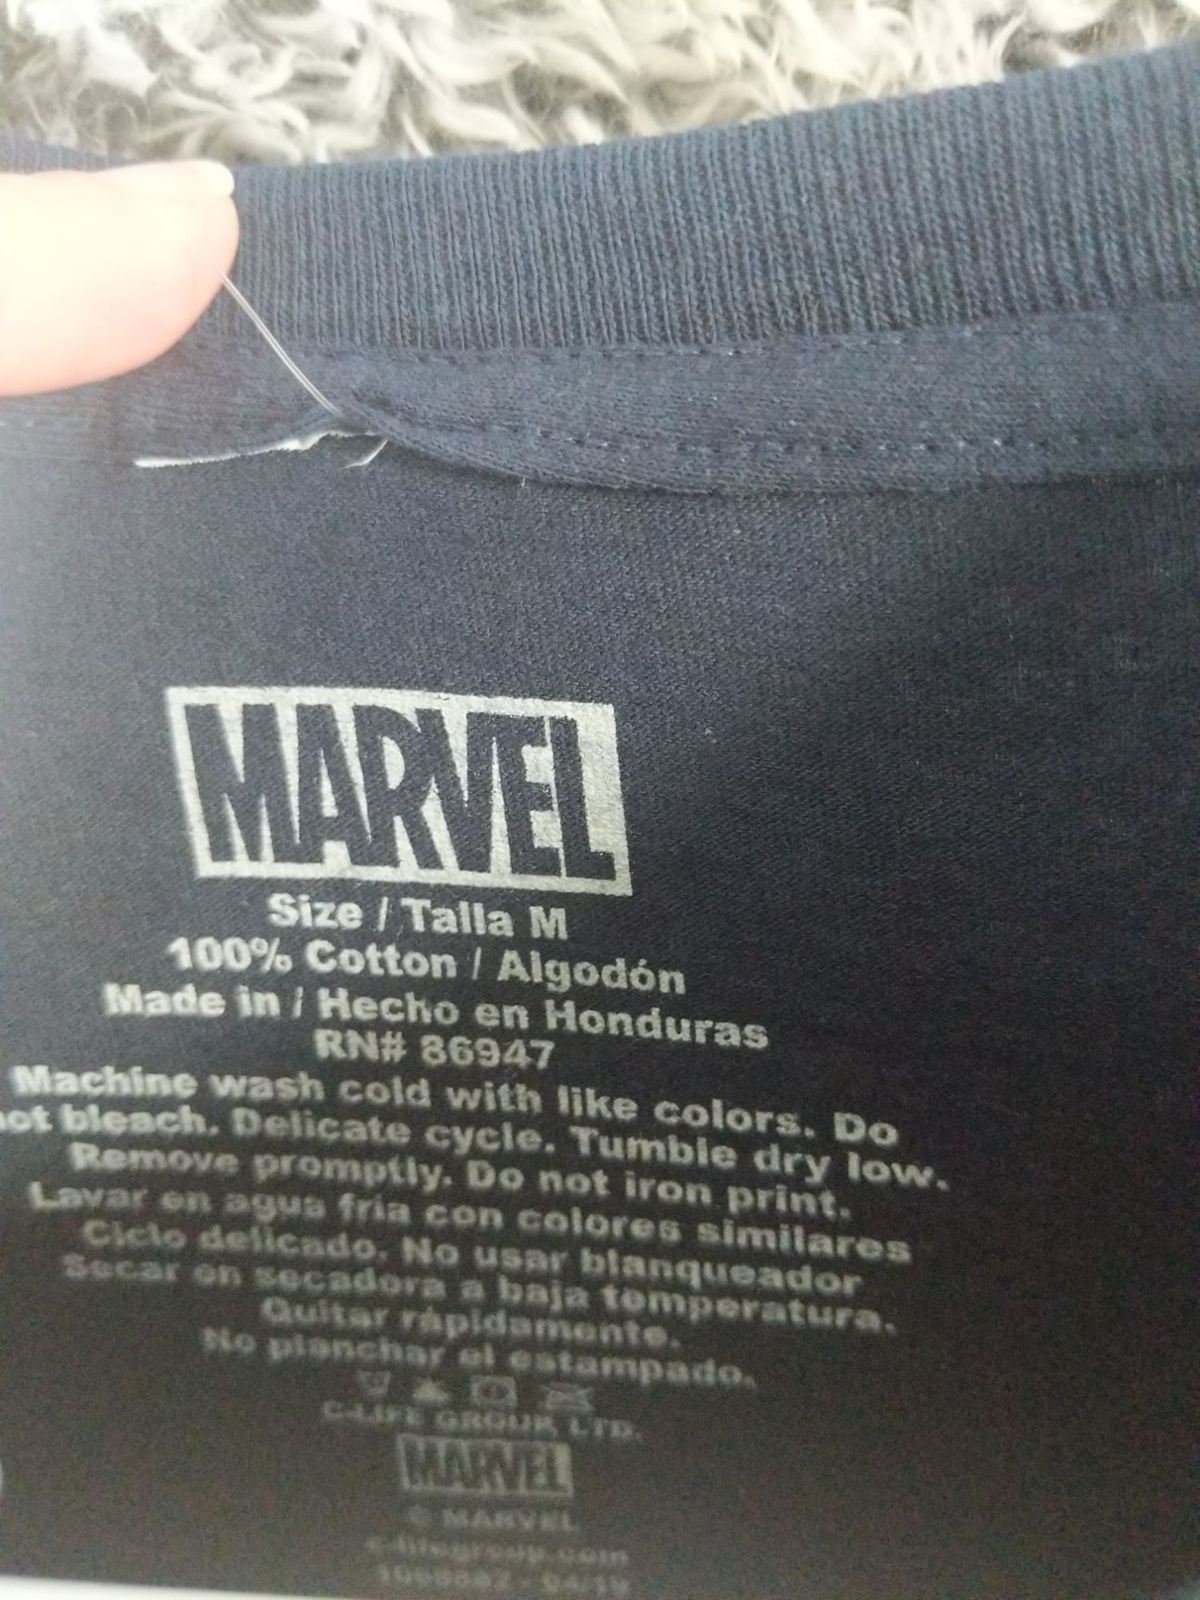 MARVEL
Size / Talla M
100% Cotton / Algodón
Made in / Hecho en Honduras
RN# 86947
Machine wash cold with like colors. Do
not bleach. Delicate cycle. Tumble dry low.
Remove promptly. Do not iron print.
Lavar en agua fria con colores similares
Ciclo delicado. No usar blanqueador
Secar en secadora a baja temperatura.
Quitar rápidamente.
No planchar el estampado.
C-LIFE GROUP, LTD.
MARVEL
© MARVEL
c-lifegroup.com